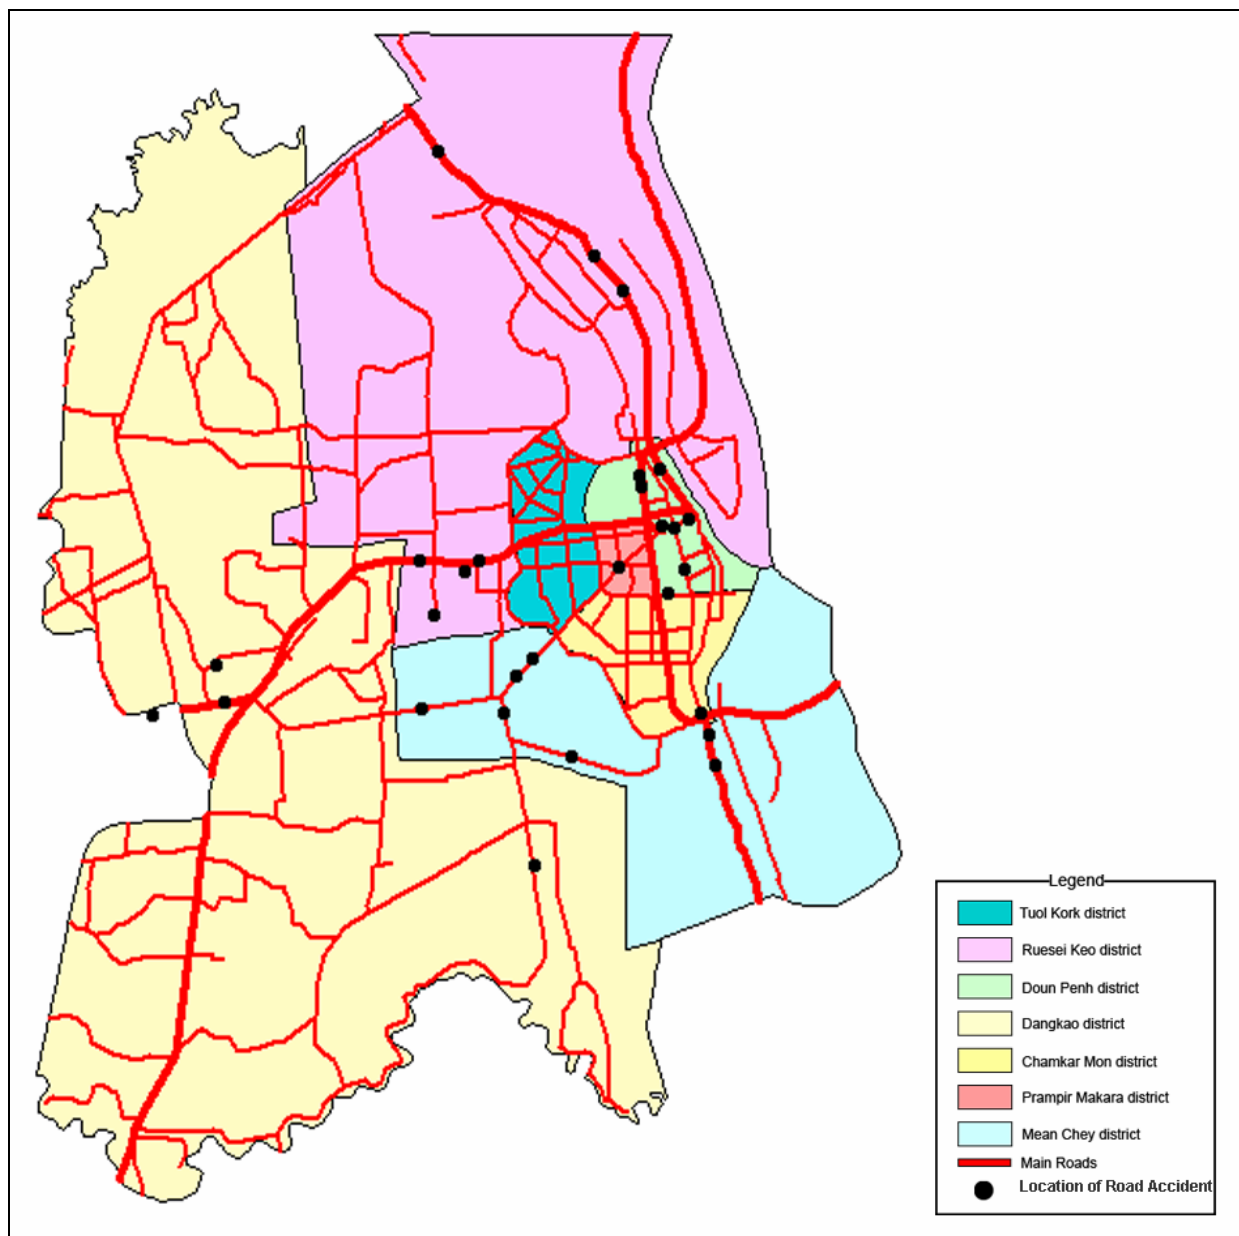 Legend
Tuol Kork district
Ruesei Keo district
Doun Penh district
Dangkao district
Chamkar Mon district
Prampir Makara district
Mean Chey district
Main Roads
Location of Road Accident